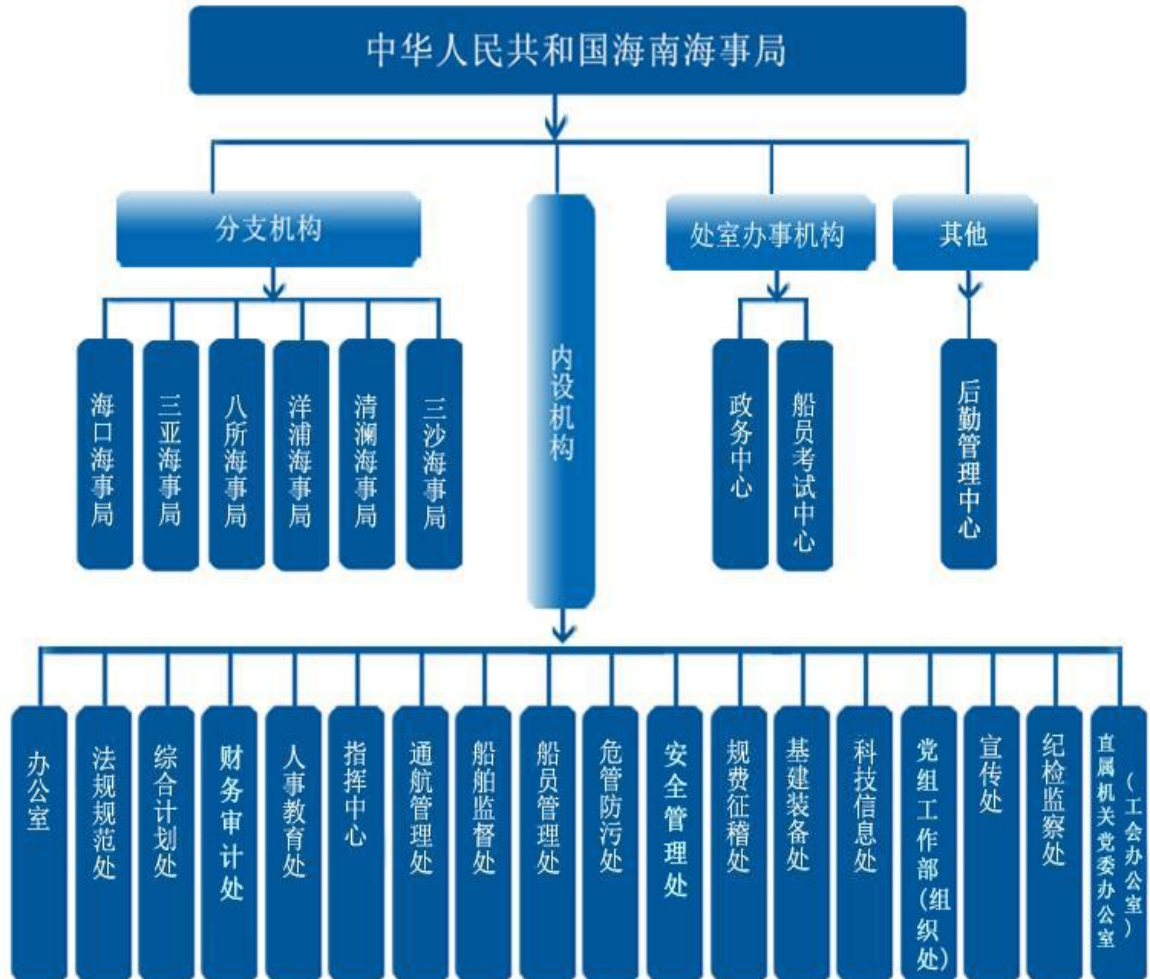 中华人民共和国海南海事局
分支机构
内设机构
处室办事机构
其他
海口海事局
三亚海事局
八所海事局
洋浦海事局
清澜海事局
三沙海事局
政务中心
船员考试中心
后勤管理中心
办公室
法规规范处
综合计划处
财务审计处
人事教育处
指挥中心
通航管理处
船舶监督处
船员管理处
危管防污处
安全管理处
规费征稽处
基建装备处
科技信息处
党组工作部(组织处)
宣传处
纪检监察处
直属机关党委办公室
(工会办公室)